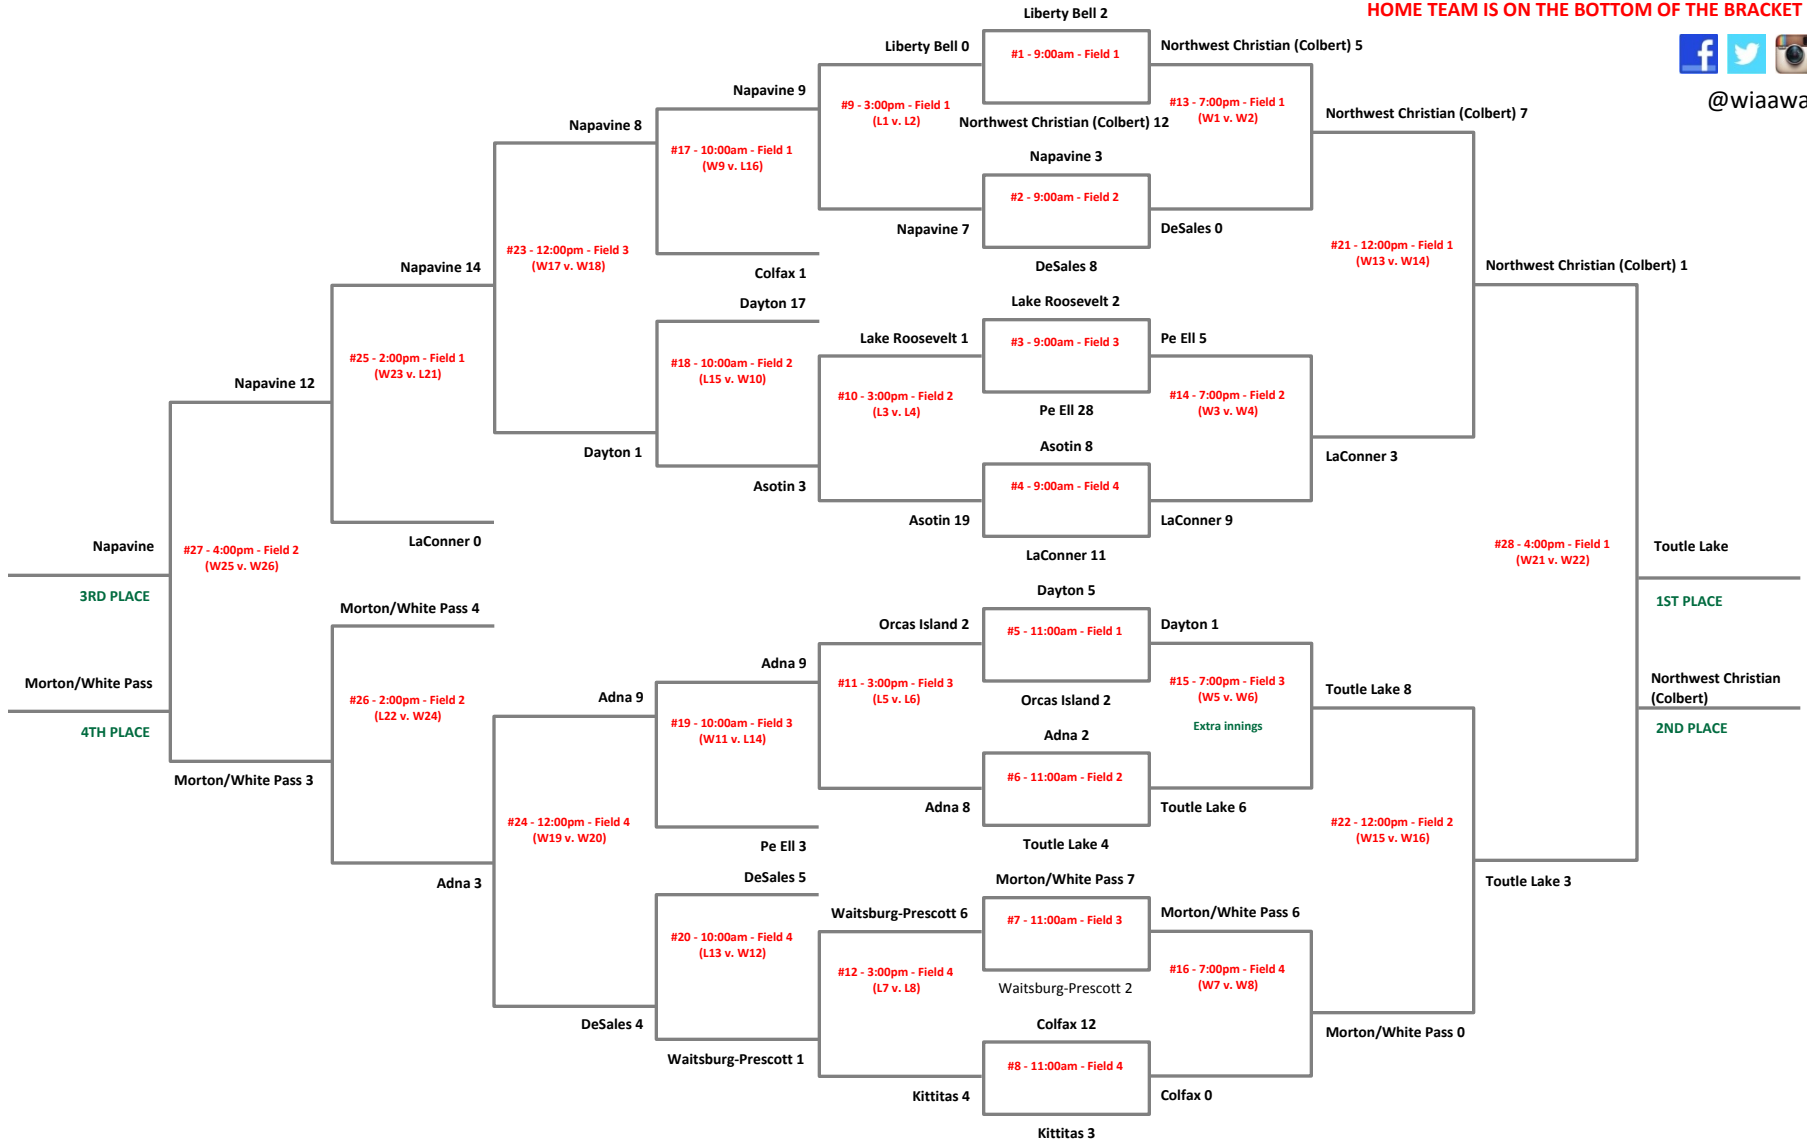 HOME TEAM IS ON THE BOTTOM OF THE BRACKET
@wiaawa
Liberty Bell 2
#1 - 9:00am - Field 1
Northwest Christian (Colbert) 12
Napavine 3
#2 - 9:00am - Field 2
DeSales 8
Lake Roosevelt 2
#3 - 9:00am - Field 3
Pe Ell 28
Asotin 8
#4 - 9:00am - Field 4
LaConner 11
Dayton 5
#5 - 11:00am - Field 1
Orcas Island 2
Adna 2
#6 - 11:00am - Field 2
Toutle Lake 4
Morton/White Pass 7
#7 - 11:00am - Field 3
Waitsburg-Prescott 2
Colfax 12
#8 - 11:00am - Field 4
Kittitas 3
Liberty Bell 0
#9 - 3:00pm - Field 1
(L1 v. L2)
Napavine 7
Lake Roosevelt 1
#10 - 3:00pm - Field 2
(L3 v. L4)
Asotin 19
Orcas Island 2
#11 - 3:00pm - Field 3
(L5 v. L6)
Adna 8
Waitsburg-Prescott 6
#12 - 3:00pm - Field 4
(L7 v. L8)
Kittitas 4
Northwest Christian (Colbert) 5
#13 - 7:00pm - Field 1
(W1 v. W2)
DeSales 0
Pe Ell 5
#14 - 7:00pm - Field 2
(W3 v. W4)
LaConner 9
Dayton 1
#15 - 7:00pm - Field 3
(W5 v. W6)
Extra innings
Toutle Lake 6
Morton/White Pass 6
#16 - 7:00pm - Field 4
(W7 v. W8)
Colfax 0
Napavine 9
#17 - 10:00am - Field 1
(W9 v. L16)
Colfax 1
Dayton 17
#18 - 10:00am - Field 2
(L15 v. W10)
Asotin 3
Adna 9
#19 - 10:00am - Field 3
(W11 v. L14)
Pe Ell 3
DeSales 5
#20 - 10:00am - Field 4
(L13 v. W12)
Waitsburg-Prescott 1
Northwest Christian (Colbert) 7
#21 - 12:00pm - Field 1
(W13 v. W14)
LaConner 3
Toutle Lake 8
#22 - 12:00pm - Field 2
(W15 v. W16)
Morton/White Pass 0
Napavine 8
#23 - 12:00pm - Field 3
(W17 v. W18)
Dayton 1
Adna 9
#24 - 12:00pm - Field 4
(W19 v. W20)
DeSales 4
Napavine 14
#25 - 2:00pm - Field 1
(W23 v. L21)
LaConner 0
Morton/White Pass 4
#26 - 2:00pm - Field 2
(L22 v. W24)
Adna 3
Napavine 12
#27 - 4:00pm - Field 2
(W25 v. W26)
Morton/White Pass 3
Northwest Christian (Colbert) 1
#28 - 4:00pm - Field 1
(W21 v. W22)
Toutle Lake 3
Napavine
3RD PLACE
Morton/White Pass
4TH PLACE
Toutle Lake
1ST PLACE
Northwest Christian
(Colbert)
2ND PLACE